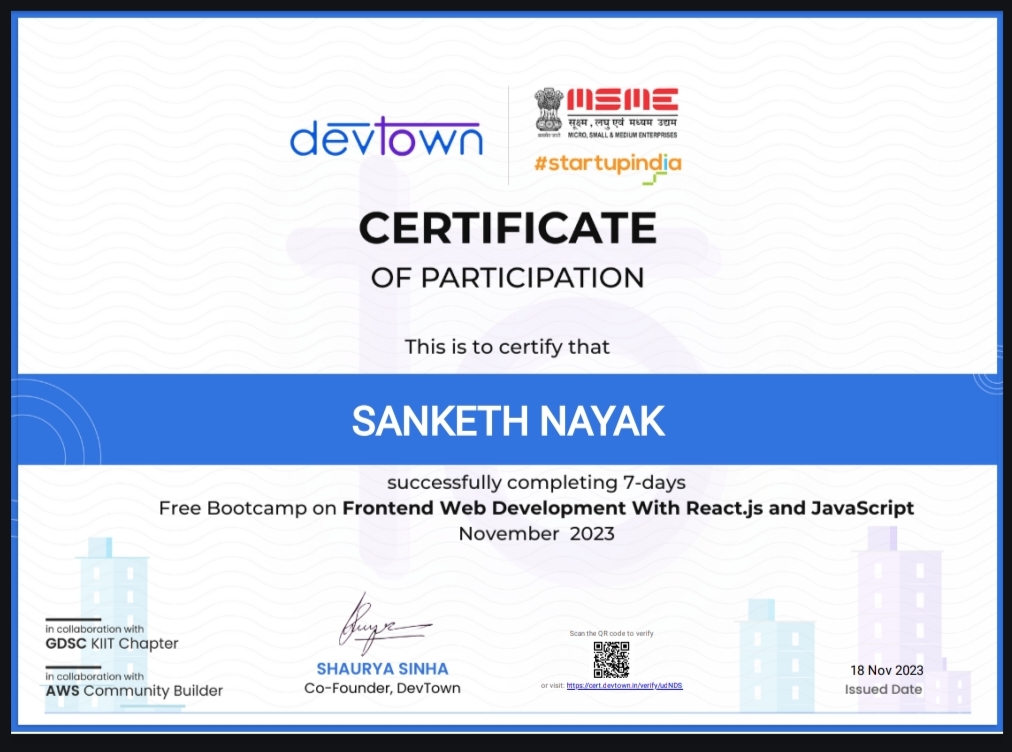 devtown
MSME
सूक्ष्म, लघु एवं मध्यम उद्यम
MICRO, SMALL & MEDIUM ENTERPRISES
#startupindia
CERTIFICATE
OF PARTICIPATION
This is to certify that
SANKETH NAYAK
successfully completing 7-days
Free Bootcamp on Frontend Web Development With React.js and JavaScript
November 2023
in collaboration with
GDSC KIIT Chapter
in collaboration with
AWS Community Builder
SHAURYA SINHA
Co-Founder, DevTown
Scan the QR code to verify
or visit: https://cert.devtown.in/verify/udNDS
18 Nov 2023
Issued Date